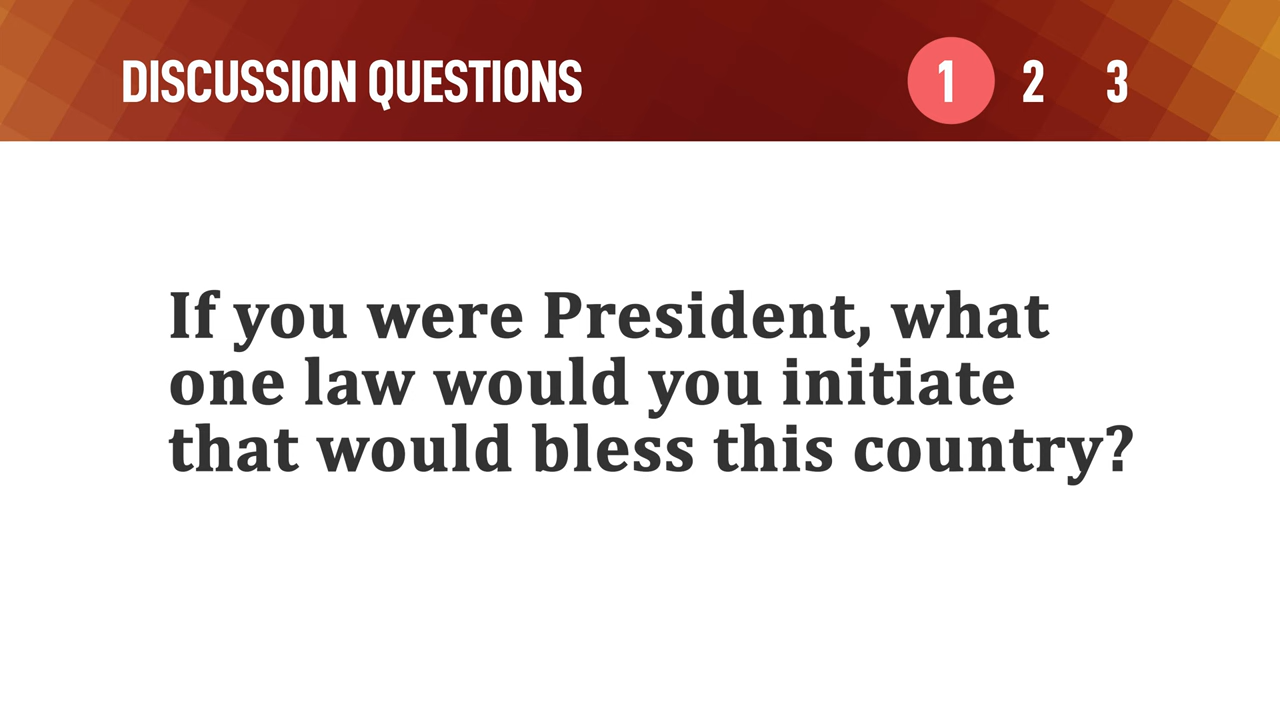 DISCUSSION QUESTIONS 1 2 3
If you were President, what
one law would you initiate
that would bless this country?